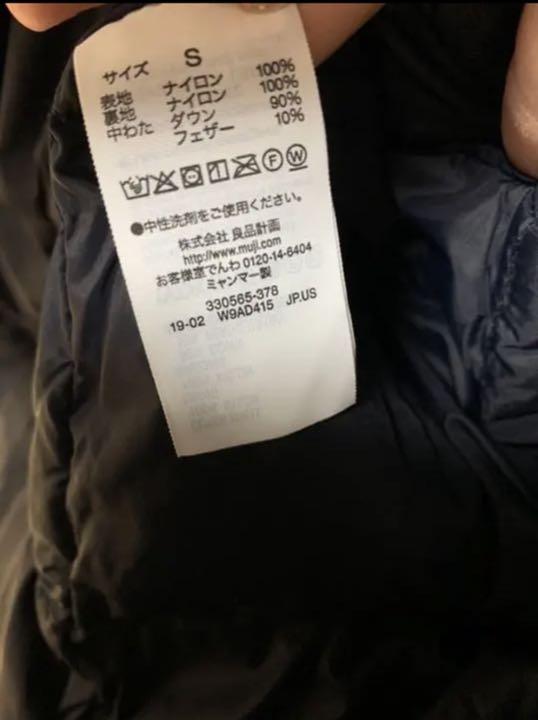 サイズ S
表地 ナイロン 100%
裏地 ナイロン 100%
中わた ダウン 90%
フェザー 10%
F W
●中性洗剤をご使用ください。
株式会社 良品計画
http://www.muji.com
お客様室でんわ 0120-14-6404
ミャンマー製
330565-378
19-02 W9AD415 JP.US